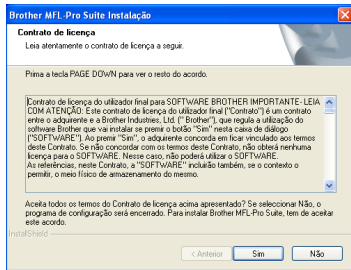 Brother MFL-Pro Suite Instalação
Contrato de licença
Leia atentamente o contrato de licença a seguir.
Prima a tecla PAGE DOWN para ver o resto do acordo.
Contrato de licença do utilizador final para SOFTWARE BROTHER IMPORTANTE- LEIA
COM ATENÇÃO: Este contrato de licença do utilizador final ("Contrato") é um contrato
entre o adquirente e a Brother Industries, Ltd. (" Brother"), que regula a utilização do
software Brother que vai instalar se premir o botão "Sim" nesta caixa de diálogo
("SOFTWARE"). Ao premir "Sim", o adquirente concorda em ficar vinculado aos termos
deste Contrato. Se não concordar com os termos deste Contrato, não obterá nenhuma
licença para o SOFTWARE. Nesse caso, não poderá utilizar o SOFTWARE.
As referências, neste Contrato, a "SOFTWARE" incluirão também, se o contexto o
permitir, o meio físico de armazenamento do mesmo.
Aceita todos os termos do Contrato de licença acima apresentado? Se seleccionar Não, o
programa de configuração será encerrado. Para instalar Brother MFL-Pro Suite, tem de aceitar
este acordo.
InstallShield
< Anterior
Sim
Não